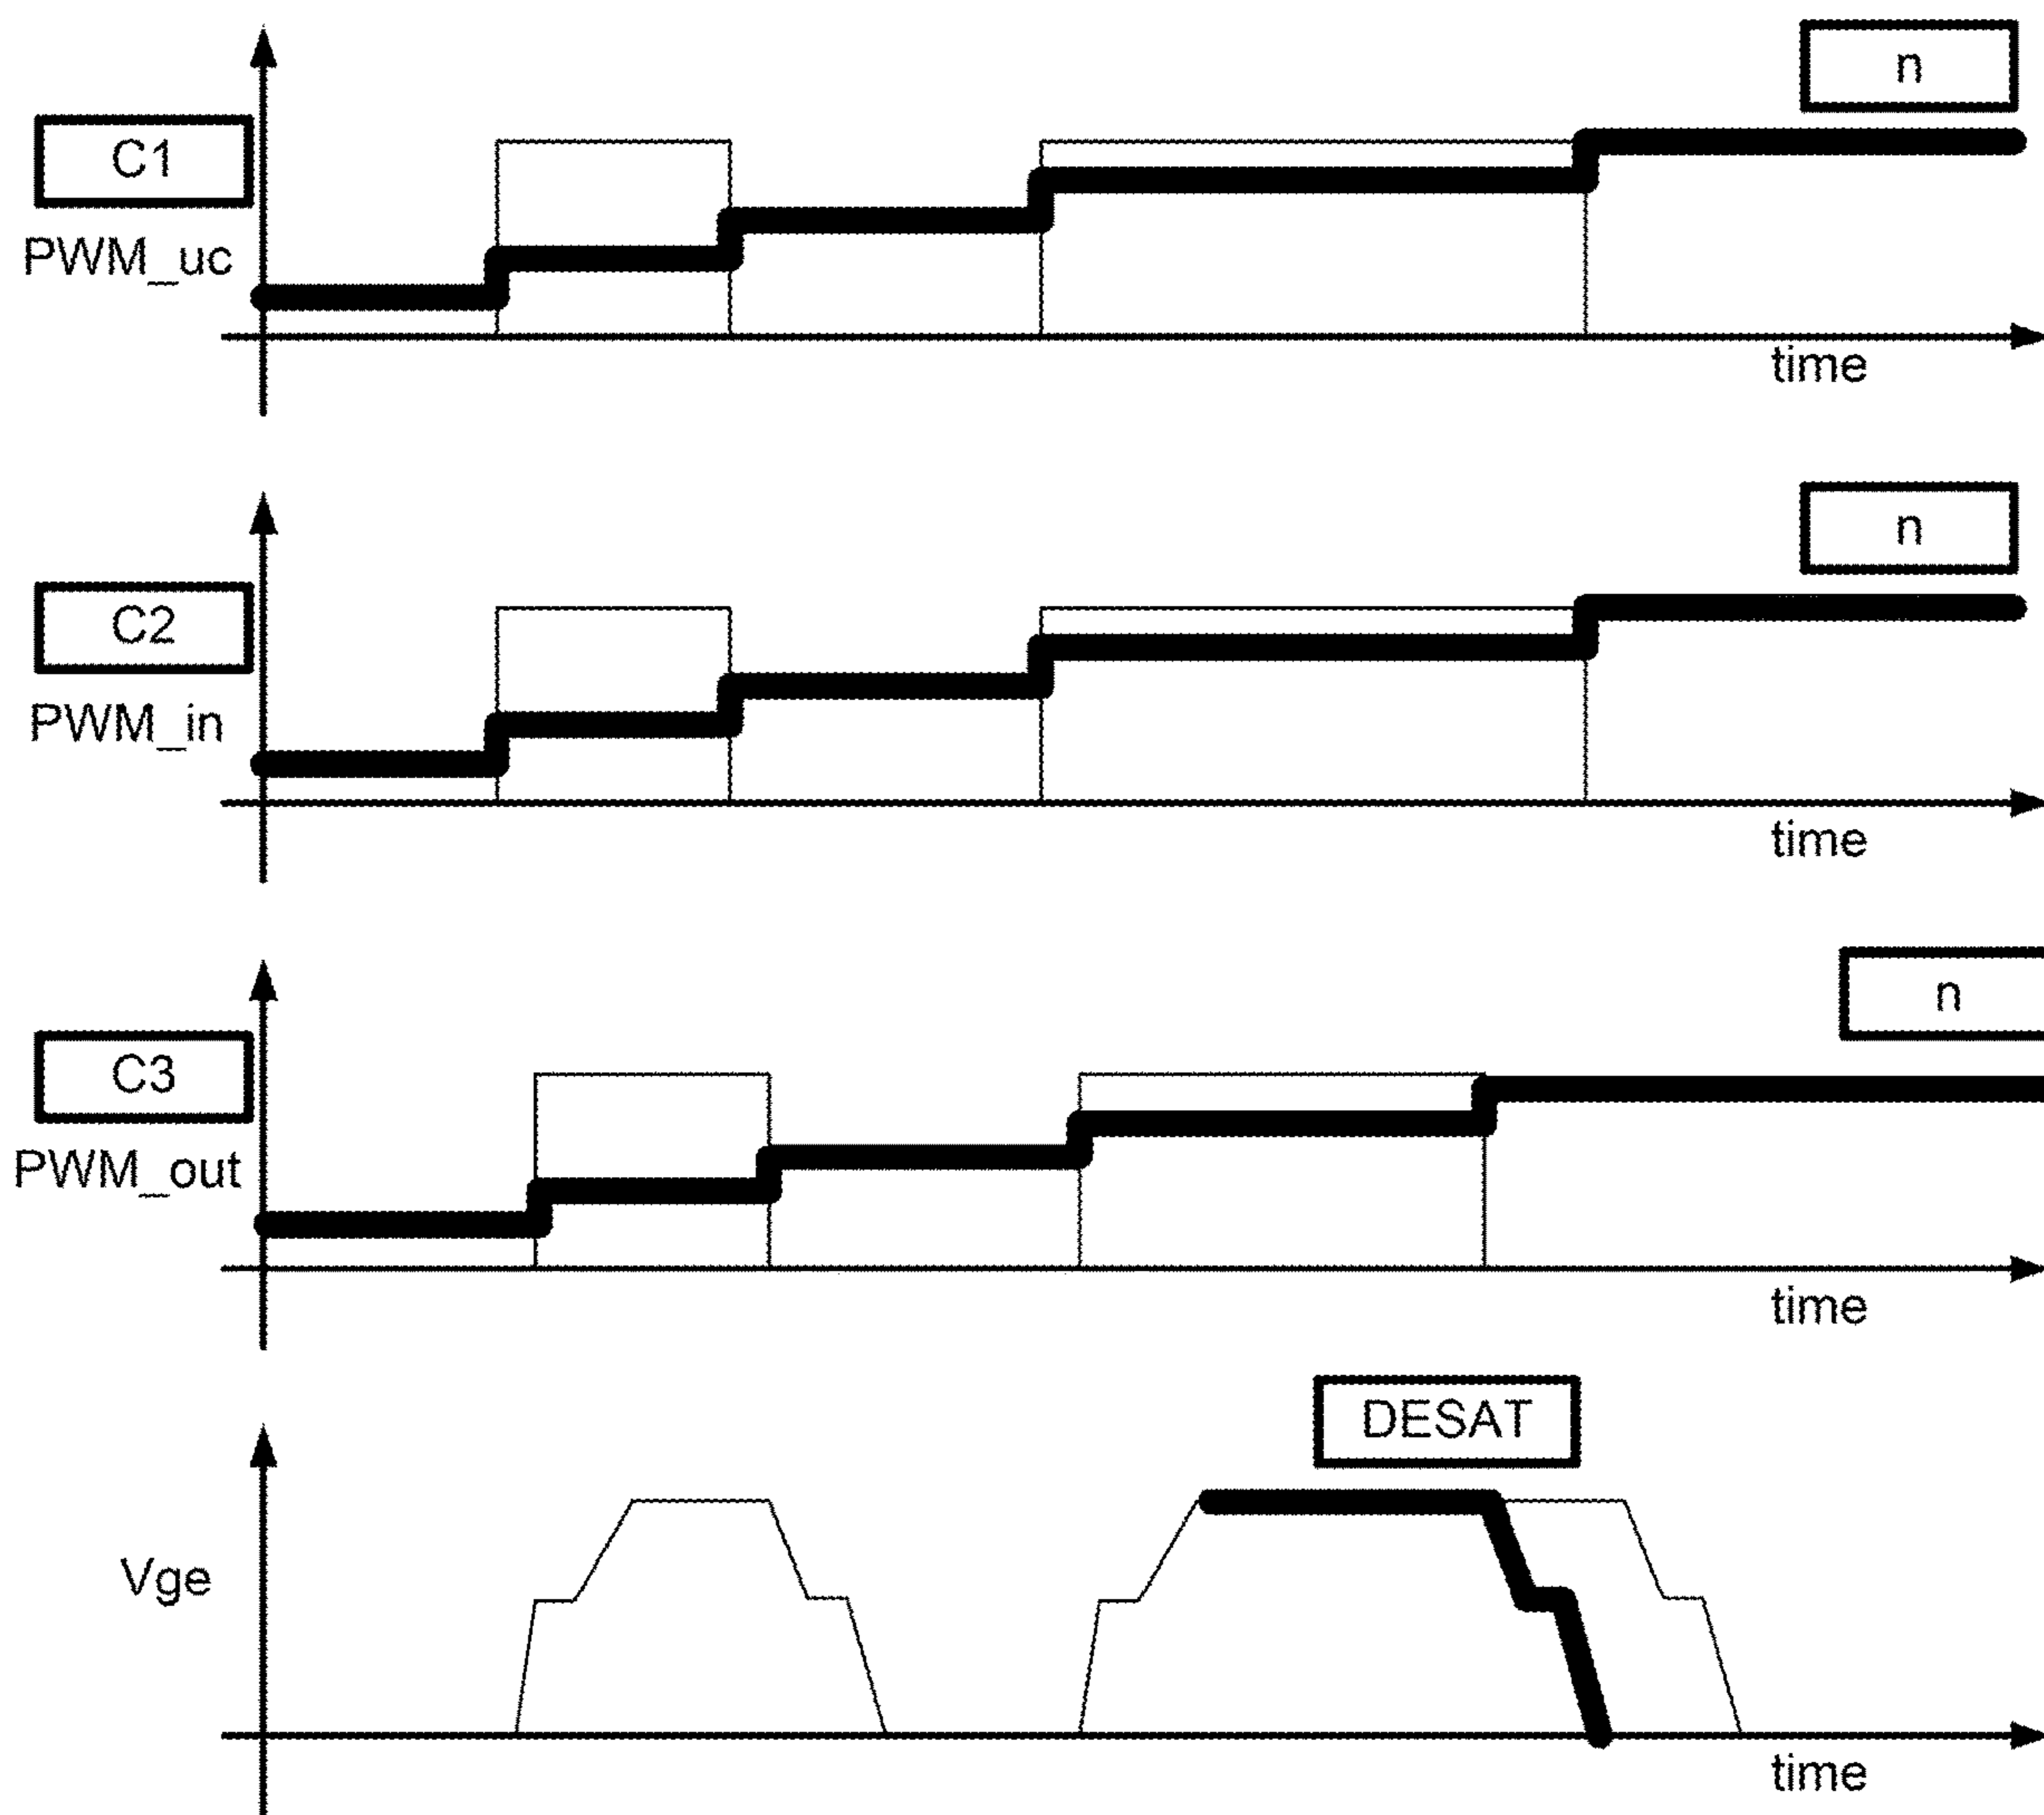 n
C1
PWM_uc
time
n
C2
PWM_in
time
n
C3
PWM_out
time
DESAT
Vge
time